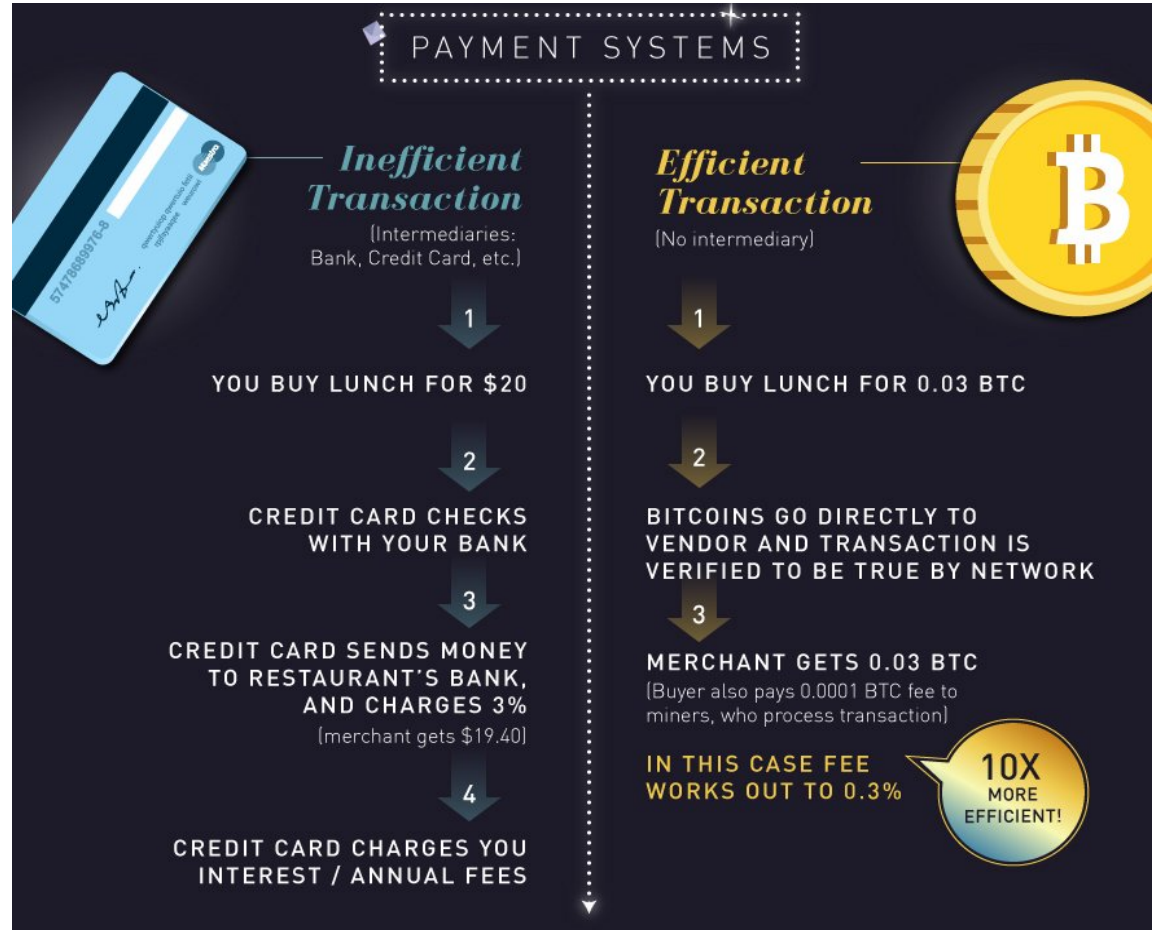 PAYMENT SYSTEMS
Inefficient
Transaction
(Intermediaries:
Bank, Credit Card, etc.)
1
YOU BUY LUNCH FOR $20
2
CREDIT CARD CHECKS
WITH YOUR BANK
3
CREDIT CARD SENDS MONEY
TO RESTAURANT'S BANK,
AND CHARGES 3%
(merchant gets $19.40)
4
CREDIT CARD CHARGES YOU
INTEREST / ANNUAL FEES
Efficient
Transaction
(No intermediary)
1
YOU BUY LUNCH FOR 0.03 BTC
2
BITCOINS GO DIRECTLY TO
VENDOR AND TRANSACTION IS
VERIFIED TO BE TRUE BY NETWORK
3
MERCHANT GETS 0.03 BTC
(Buyer also pays 0.0001 BTC fee to
miners, who process transaction)
IN THIS CASE FEE
WORKS OUT TO 0.3%
10X
MORE
EFFICIENT!
Maestro
57478689976-8